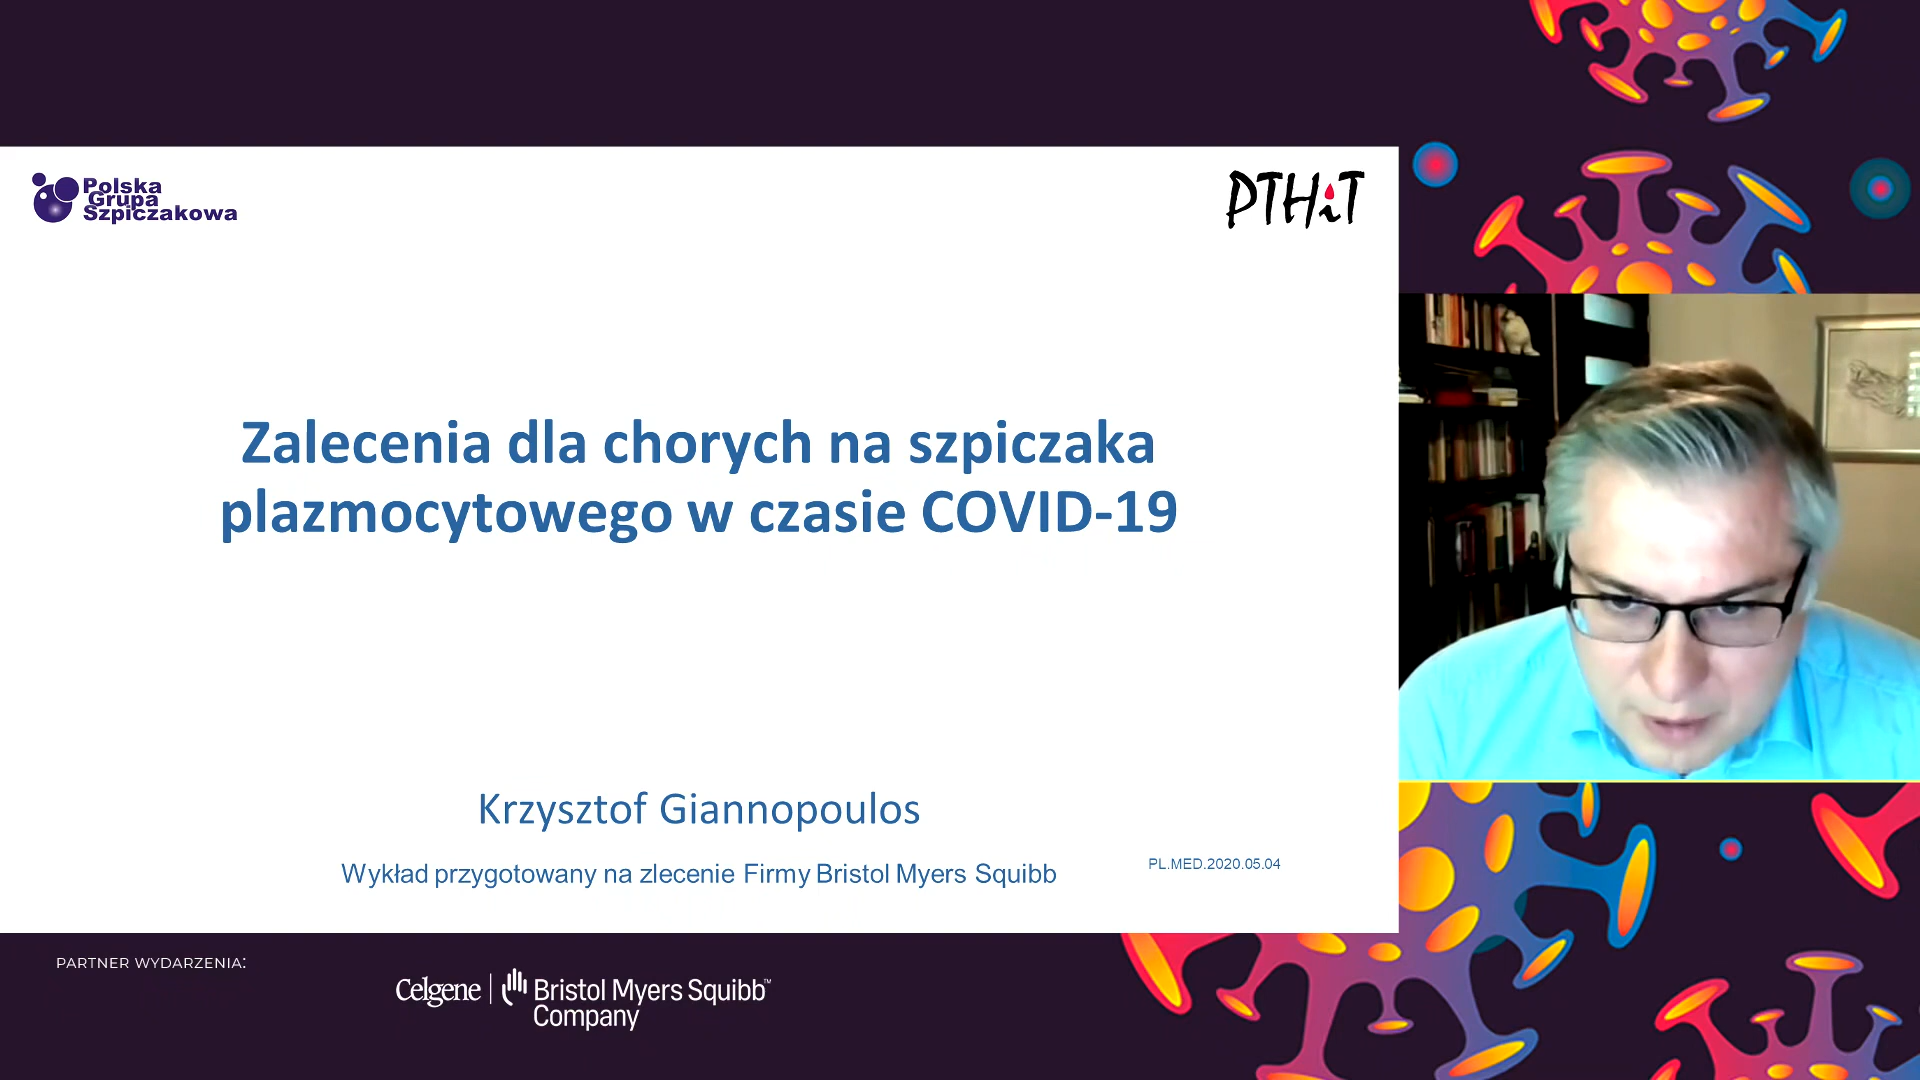 Polska
Grupa
Szpiczakowa
PTHiT
Zalecenia dla chorych na szpiczaka
plazmocytowego w czasie COVID-19
Krzysztof Giannopoulos
Wykład przygotowany na zlecenie Firmy Bristol Myers Squibb
PL.MED.2020.05.04
PARTNER WYDARZENIA:
Celgene | Bristol Myers Squibb™
Company